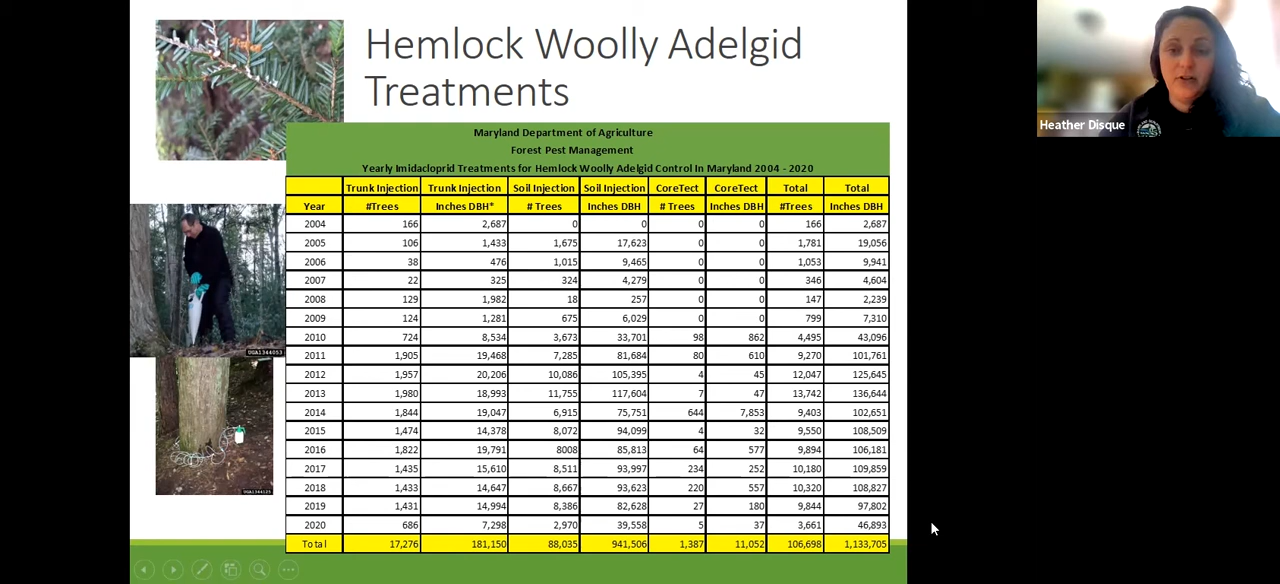 Hemlock Woolly Adelgid
Treatments
Heather Disque
Maryland Department of Agriculture
Forest Pest Management
Yearly Imidacloprid Treatments for Hemlock Woolly Adelgid Control In Maryland 2004 - 2020
Trunk Injection Trunk Injection Soil Injection Soil Injection CoreTect CoreTect Total Total
Year #Trees Inches DBH* # Trees Inches DBH # Trees Inches DBH #Trees Inches DBH
2004 166 2,687 0 0 0 0 166 2,687
2005 106 1,433 1,675 17,623 0 0 1,781 19,056
2006 38 476 1,015 9,465 0 0 1,053 9,941
2007 22 325 324 4,279 0 0 346 4,604
2008 129 1,982 18 257 0 0 147 2,239
2009 124 1,281 675 6,029 0 0 799 7,310
2010 724 8,534 3,673 33,701 98 862 4,495 43,096
2011 1,905 19,468 7,285 81,684 80 610 9,270 101,761
2012 1,957 20,206 10,086 105,395 4 45 12,047 125,645
2013 1,980 18,993 11,755 117,604 7 47 13,742 136,644
2014 1,844 19,047 6,915 75,751 644 7,853 9,403 102,651
2015 1,474 14,378 8,072 94,099 4 32 9,550 108,509
2016 1,822 19,791 8008 85,813 64 577 9,894 106,181
2017 1,435 15,610 8,511 93,997 234 252 10,180 109,859
2018 1,433 14,647 8,667 93,623 220 557 10,320 108,827
2019 1,431 14,994 8,386 82,628 27 180 9,844 97,802
2020 686 7,298 2,970 39,558 5 37 3,661 46,893
Total 17,276 181,150 88,035 941,506 1,387 11,052 106,698 1,133,705
UGA1344053
UGA1344125